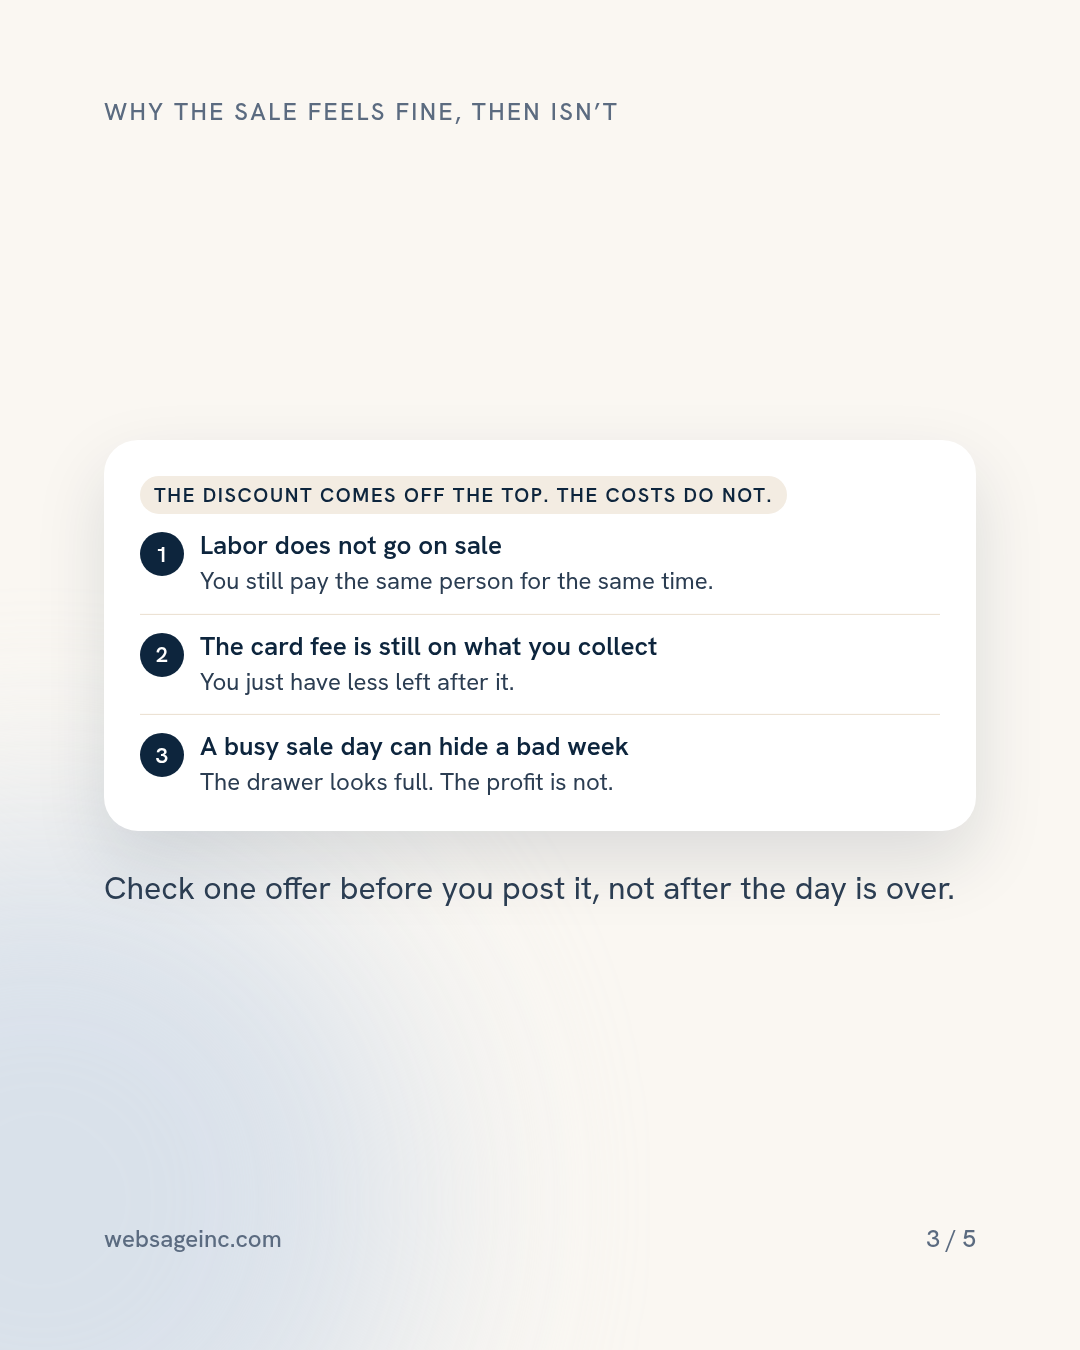 WHY THE SALE FEELS FINE, THEN ISN’T
THE DISCOUNT COMES OFF THE TOP. THE COSTS DO NOT.
1
Labor does not go on sale
You still pay the same person for the same time.
2
The card fee is still on what you collect
You just have less left after it.
3
A busy sale day can hide a bad week
The drawer looks full. The profit is not.
Check one offer before you post it, not after the day is over.
websageinc.com
3 / 5